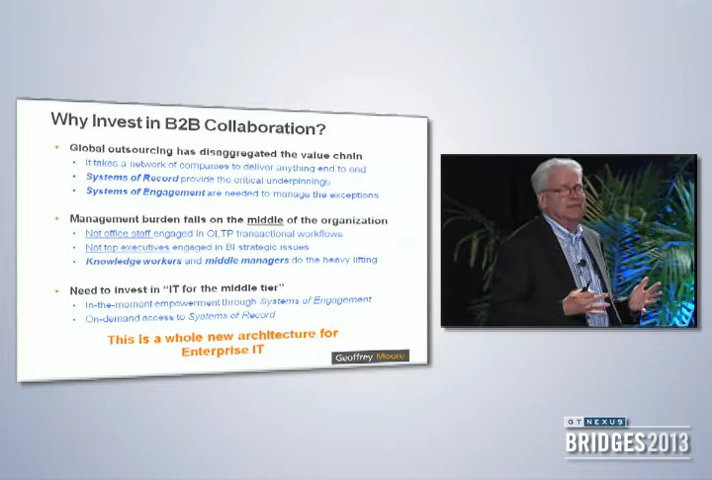 Why Invest in B2B Collaboration?
• Global outsourcing has disaggregated the value chain
• It takes a network of companies to deliver anything end to end
• Systems of Record provide the critical underpinnings
• Systems of Engagement are needed to manage the exceptions
• Management burden falls on the middle of the organization
• Not office staff engaged in OLTP transactional workflows
• Not top executives engaged in BI strategic issues
• Knowledge workers and middle managers do the heavy lifting
• Need to invest in “IT for the middle tier”
• In-the-moment empowerment through Systems of Engagement
• On-demand access to Systems of Record
This is a whole new architecture for
Enterprise IT
Geoffrey Moore
GT NEXUS
BRIDGES2013